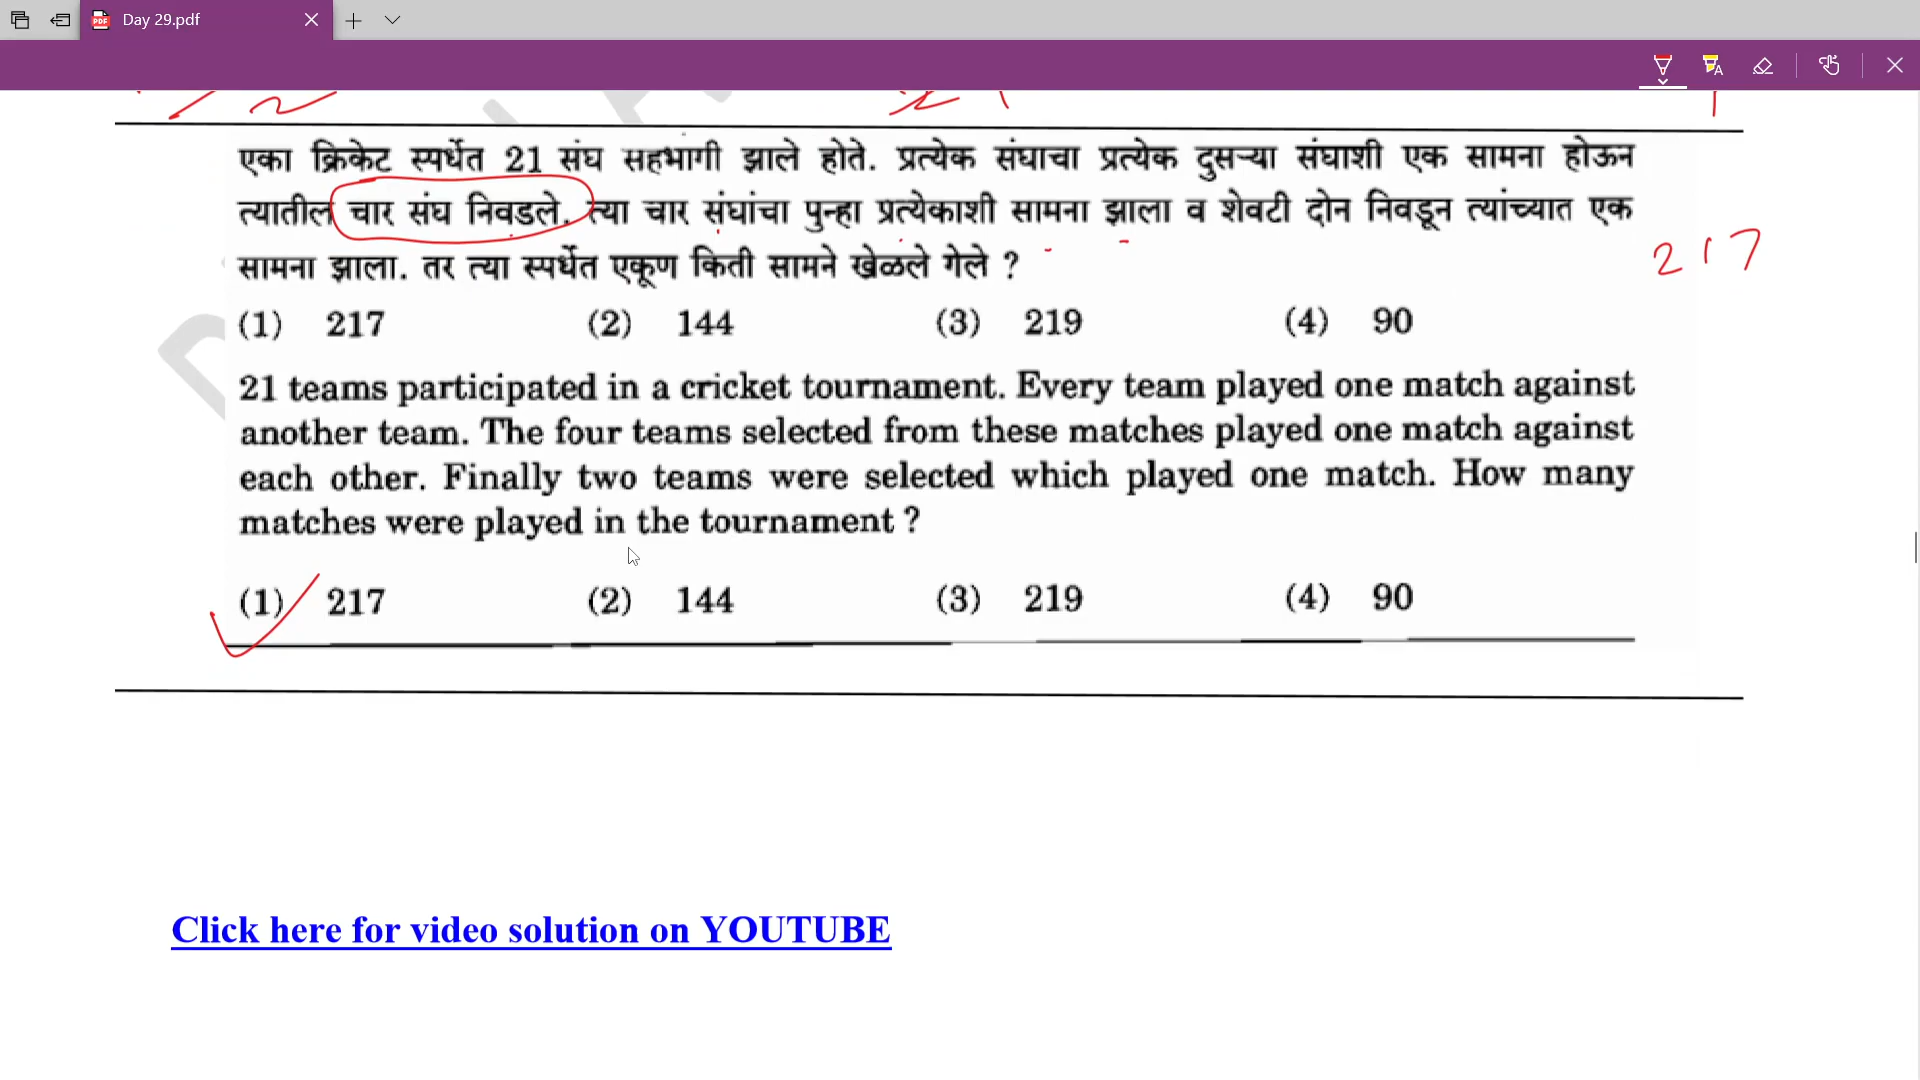 Day 29.pdf
एका क्रिकेट स्पर्धेत 21 संघ सहभागी झाले होते. प्रत्येक संघाचा प्रत्येक दुसऱ्या संघाशी एक सामना होऊन
त्यातील चार संघ निवडले. त्या चार संघांचा पुन्हा प्रत्येकाशी सामना झाला व शेवटी दोन निवडून त्यांच्यात एक
सामना झाला. तर त्या स्पर्धेत एकूण किती सामने खेळले गेले ?
217
(1) 217 (2) 144 (3) 219 (4) 90
21 teams participated in a cricket tournament. Every team played one match against
another team. The four teams selected from these matches played one match against
each other. Finally two teams were selected which played one match. How many
matches were played in the tournament ?
(1) 217 (2) 144 (3) 219 (4) 90
Click here for video solution on YOUTUBE